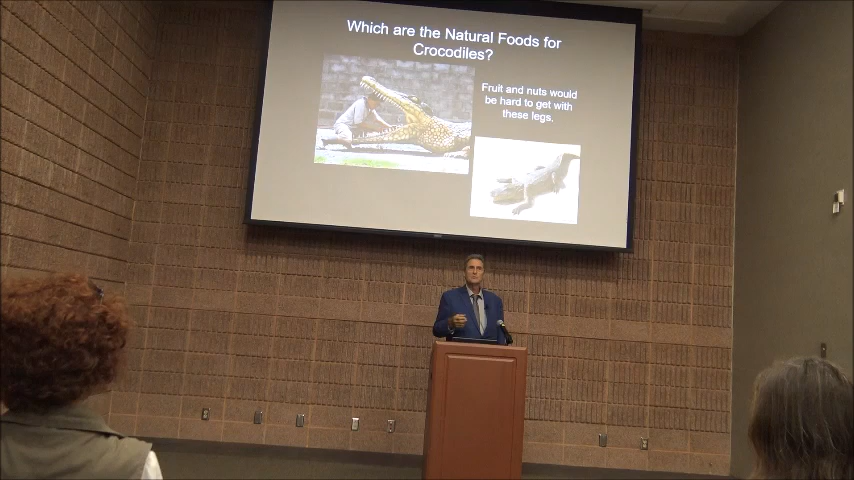 Which are the Natural Foods for
Crocodiles?
Fruit and nuts would
be hard to get with
these legs.